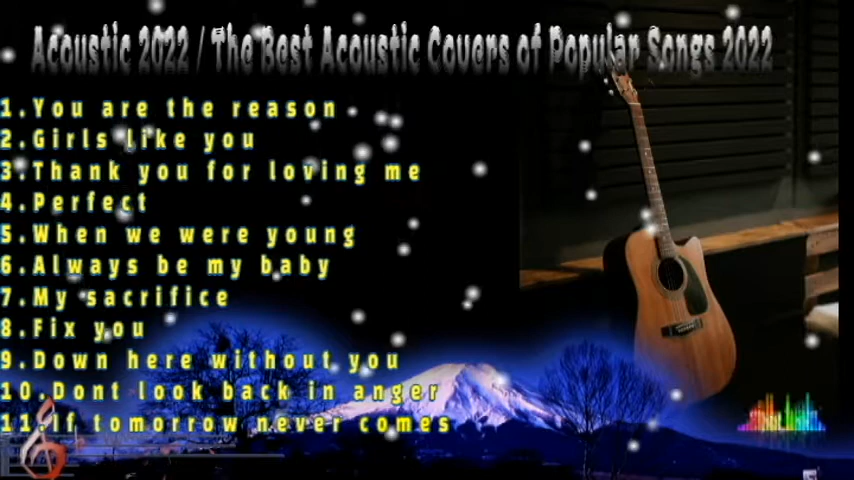 Acoustic 2022 / The Best Acoustic Covers of Popular Songs 2022
1.You are the reason
2.Girls like you
3.Thank you for loving me
4.Perfect
5.When we were young
6.Always be my baby
7.My sacrifice
8.Fix you
9.Down here without you
10.Dont look back in anger
11.If tomorrow never comes